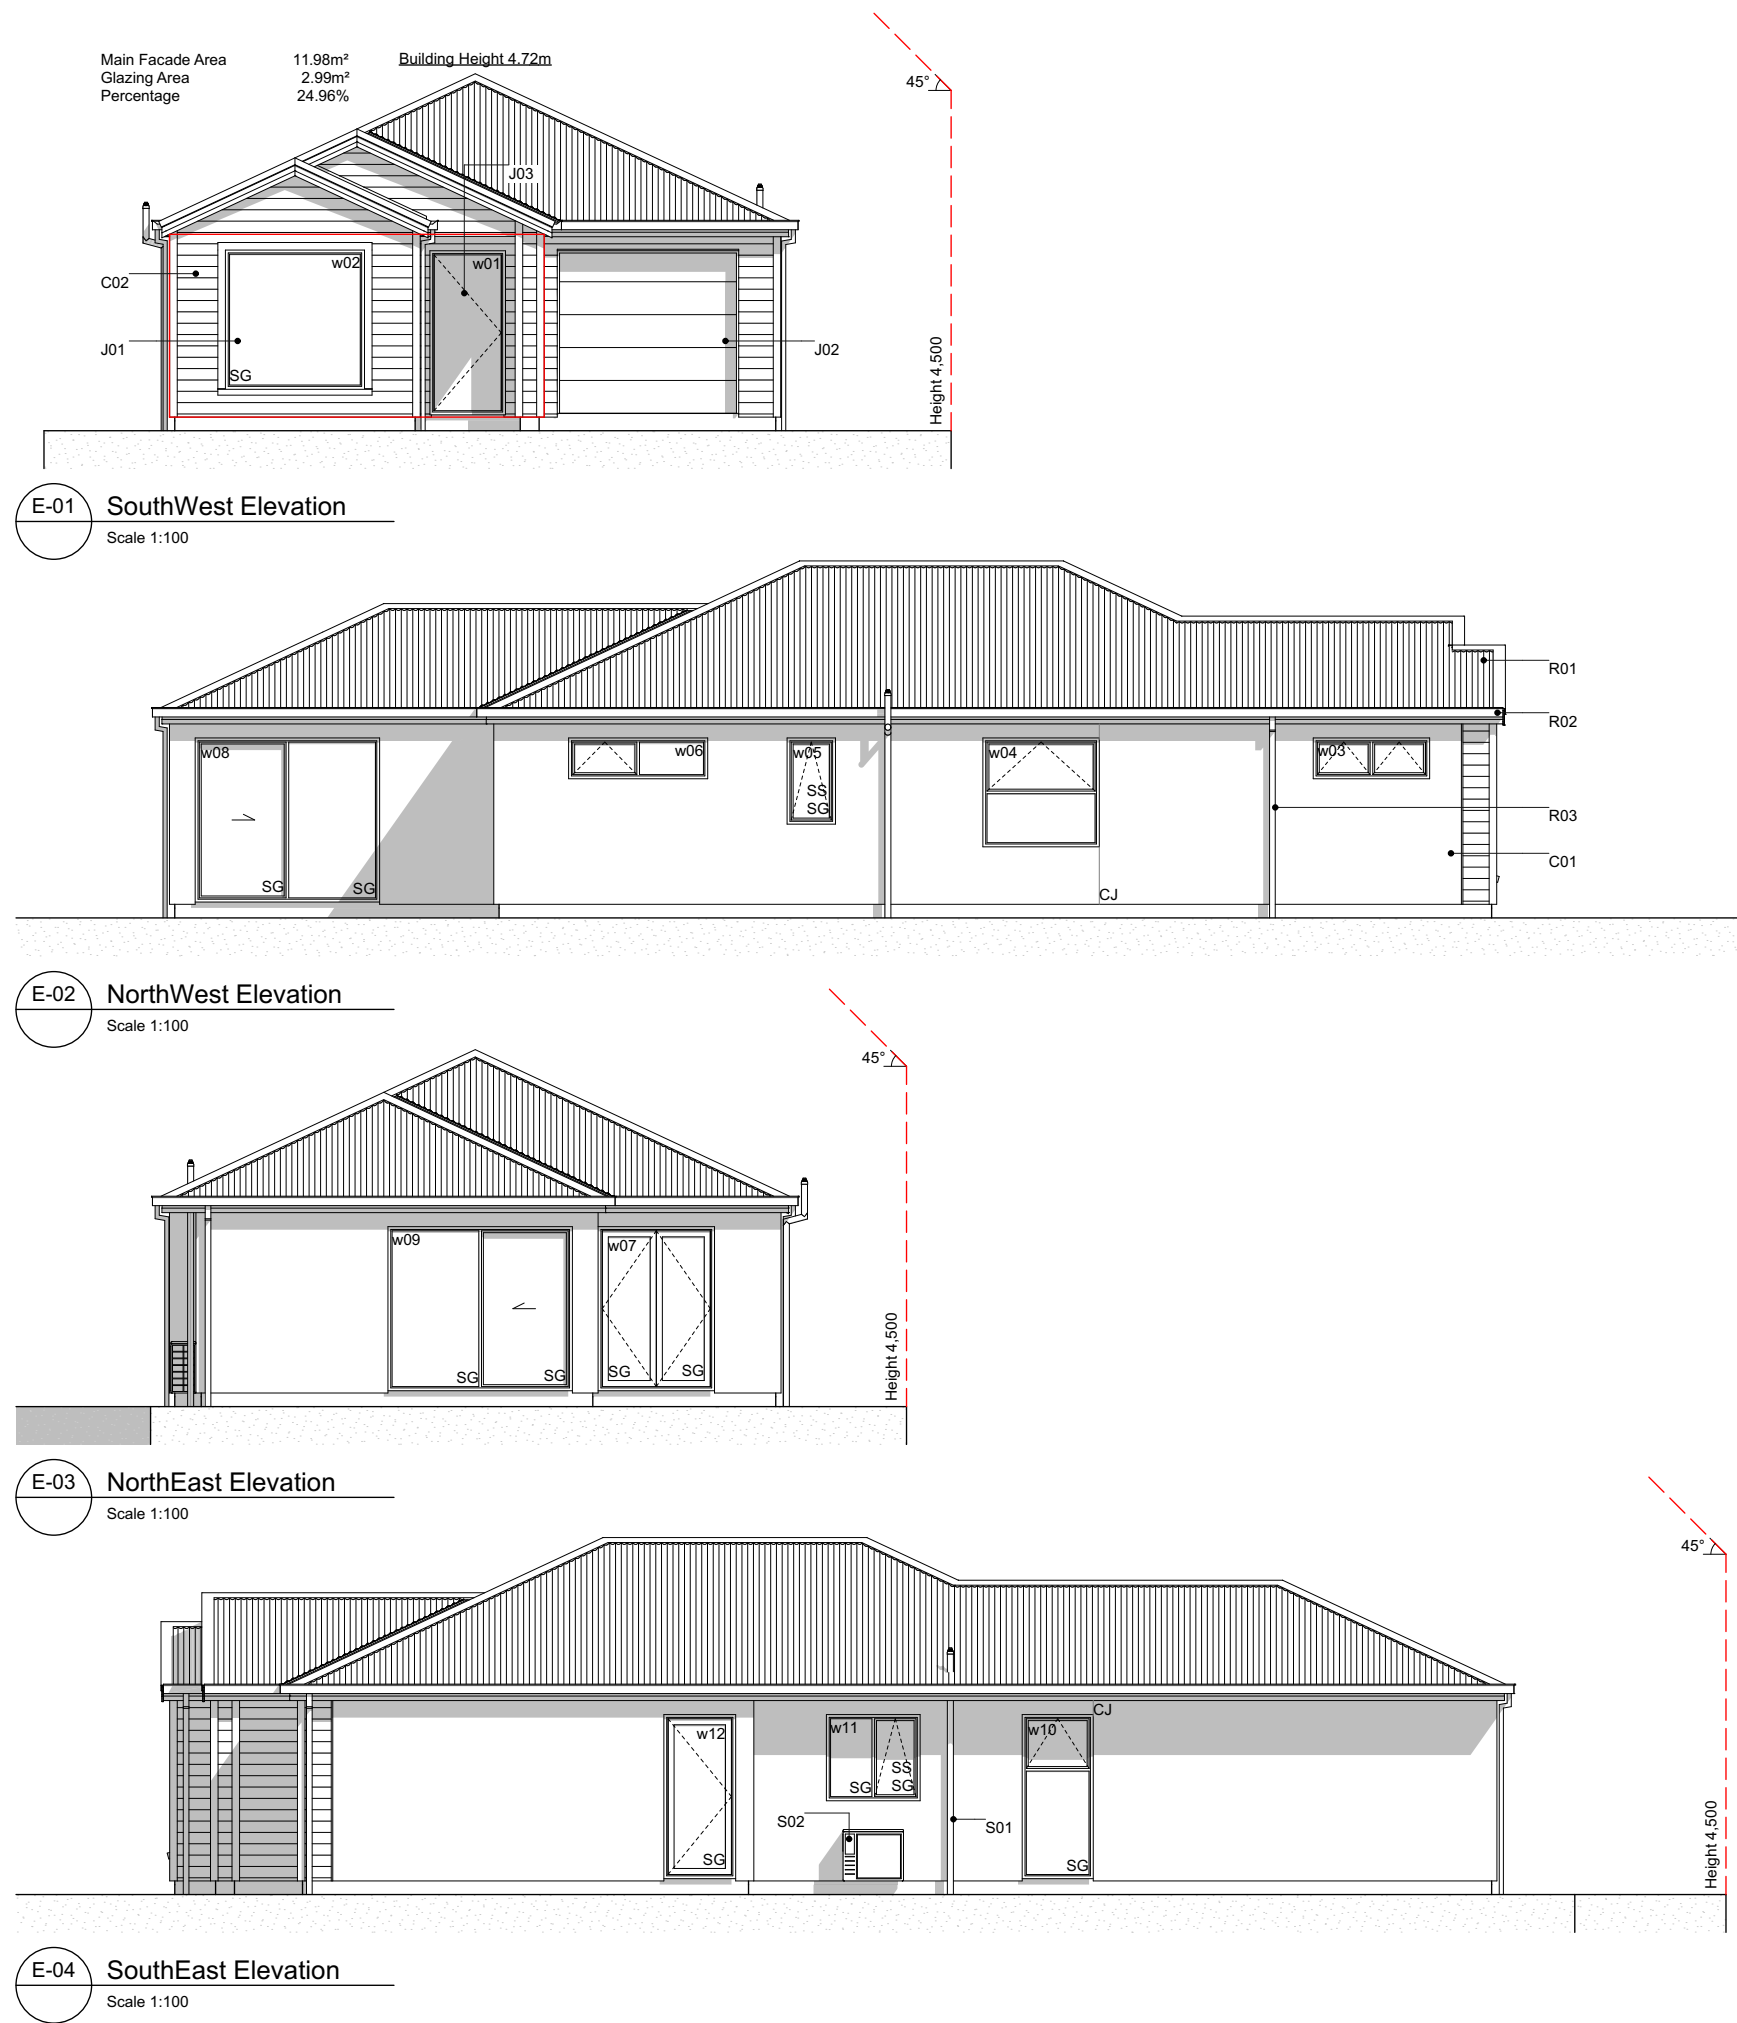 Main Facade Area 11.98m² Building Height 4.72m
Glazing Area 2.99m²
Percentage 24.96%
45°
J03
w02
w01
C02
J01
J02
SG
Height 4,500
E-01 SouthWest Elevation
Scale 1:100
R01
R02
w08
w06
w05
w04
w03
SS
SG
R03
C01
SG
SG
CJ
E-02 NorthWest Elevation
Scale 1:100
45°
w09
w07
SG
SG
SG
SG
Height 4,500
E-03 NorthEast Elevation
Scale 1:100
45°
CJ
w12
w11
w10
SS
SG
SG
S02
S01
SG
SG
Height 4,500
E-04 SouthEast Elevation
Scale 1:100